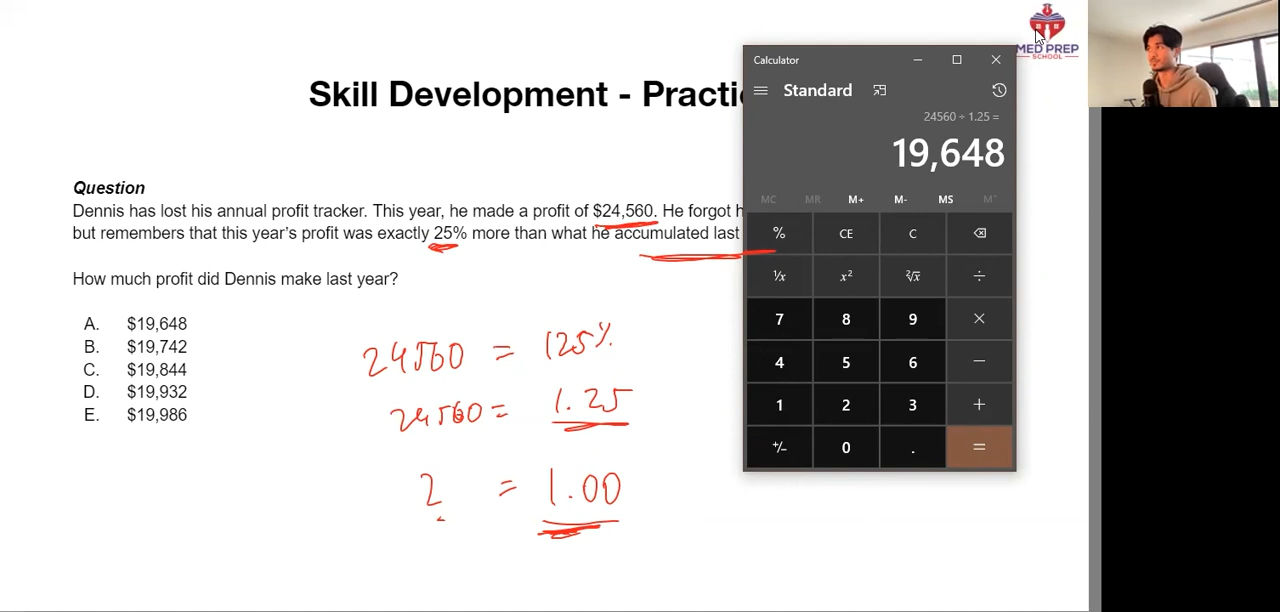 MED PREP
SCHOOL
Skill Development -
Question
Dennis has lost his annual profit tracker. This year, he made a profit of $24,560. He forgot
but remembers that this year's profit was exactly 25% more than what he accumulated last
How much profit did Dennis make last year?
A. $19,648
B. $19,742
C. $19,844
D. $19,932
E. $19,986
24560 = 125%
24560 = 1.25
? = 1.00
Calculator
Standard
24560 ÷ 1.25 =
19,648
MC MR M+ M- MS M˅
% CE C
¹/x x² ²√x ÷
7 8 9 ×
4 5 6 −
1 2 3 +
+/- 0 . =